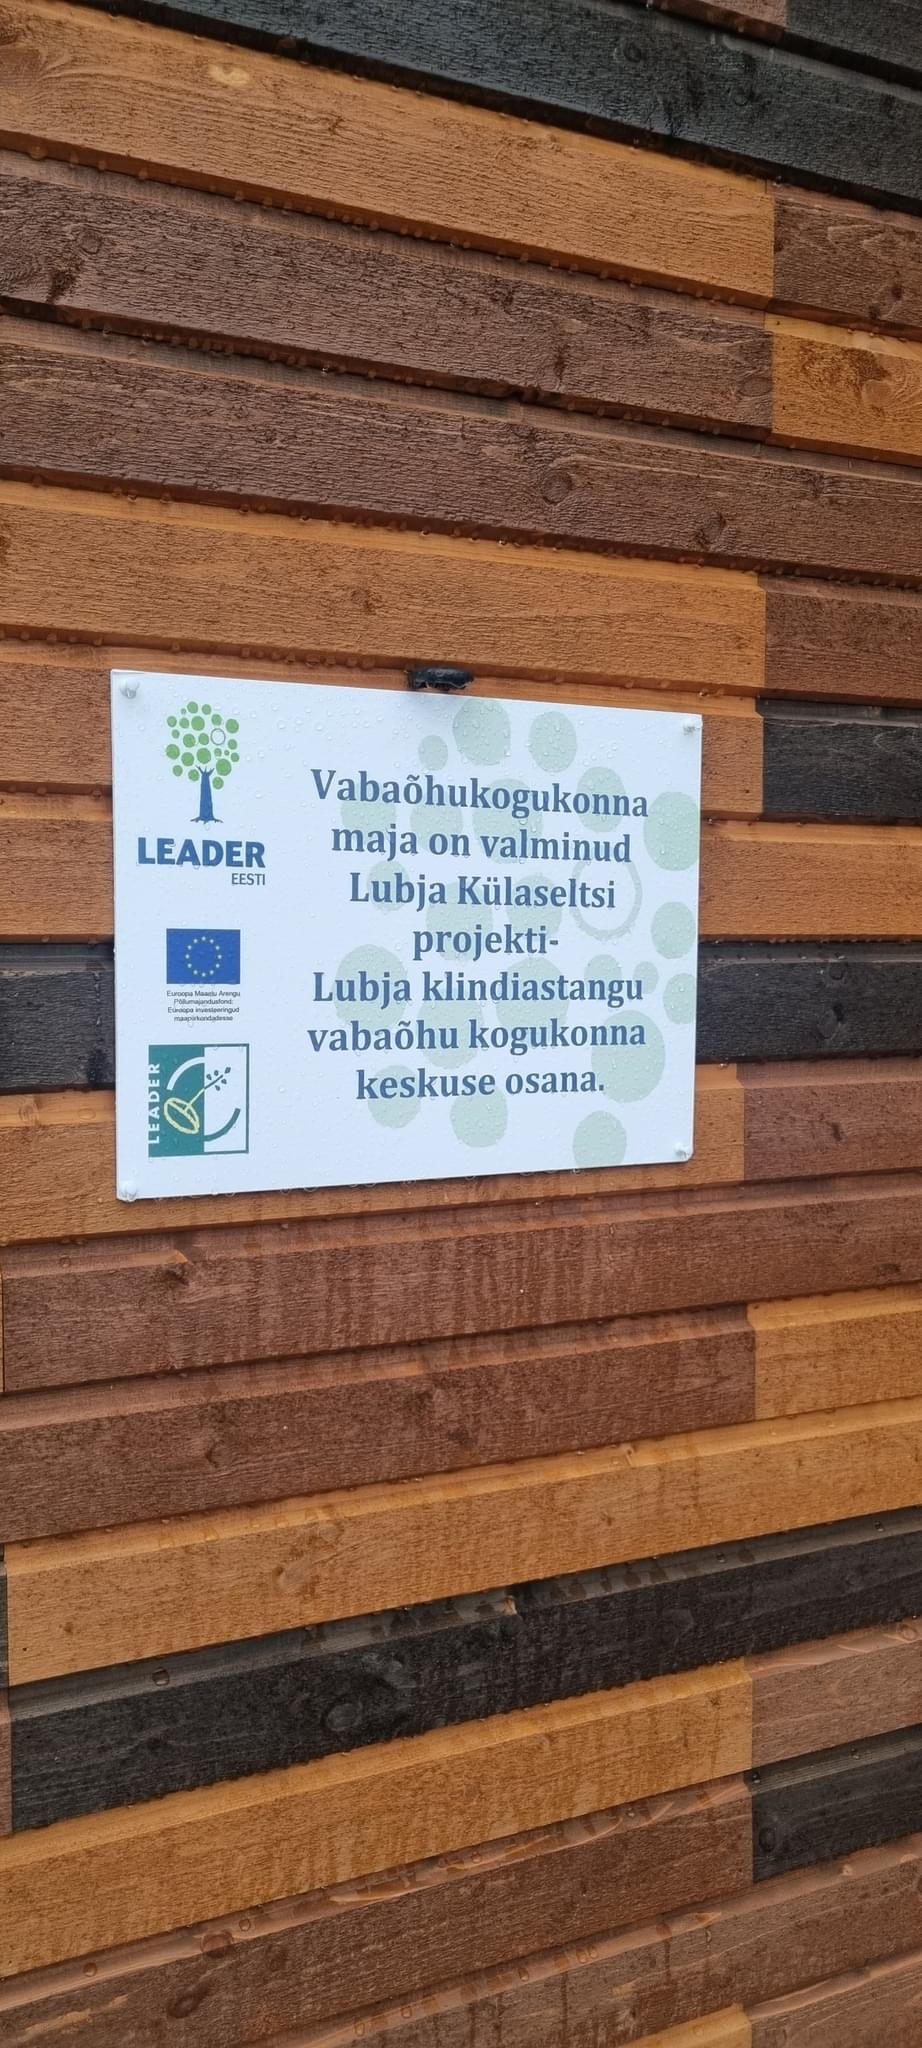 LEADER
EESTI
Euroopa Maaelu Arengu
Põllumajandusfond:
Euroopa investeeringud
maapiirkondadesse
LEADER
Vabaõhukogukonna
maja on valminud
Lubja Külaseltsi
projekti-
Lubja klindiastangu
vabaõhu kogukonna
keskuse osana.